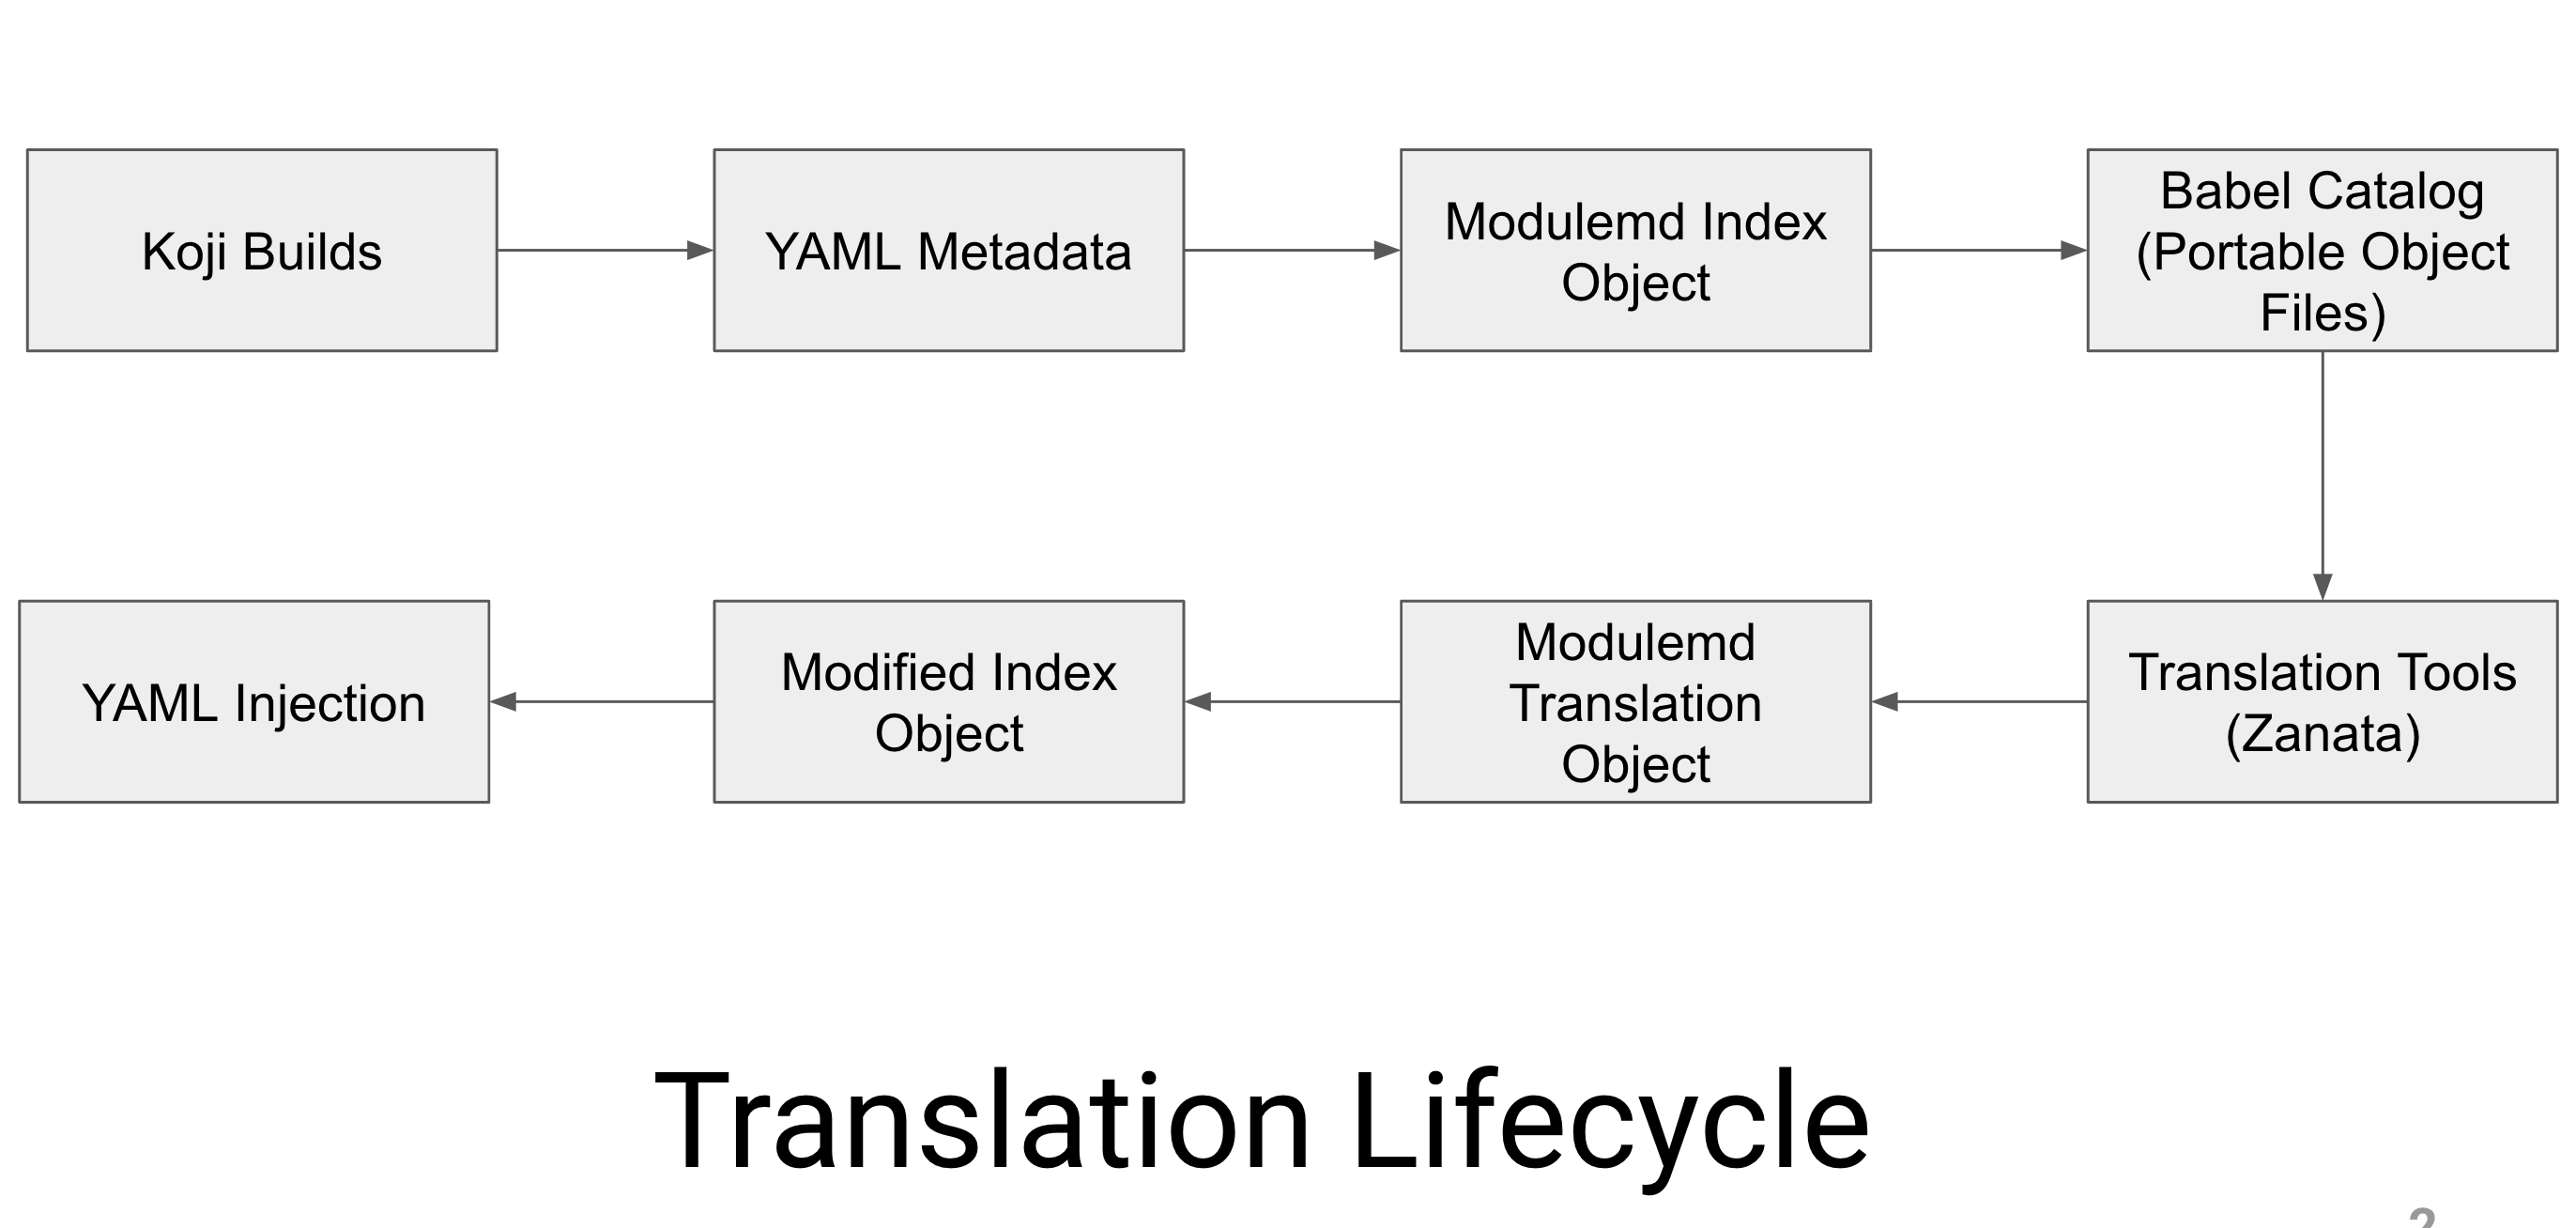 Koji Builds
YAML Metadata
Modulemd Index
Object
Babel Catalog
(Portable Object
Files)
YAML Injection
Modified Index
Object
Modulemd
Translation
Object
Translation Tools
(Zanata)
Translation Lifecycle